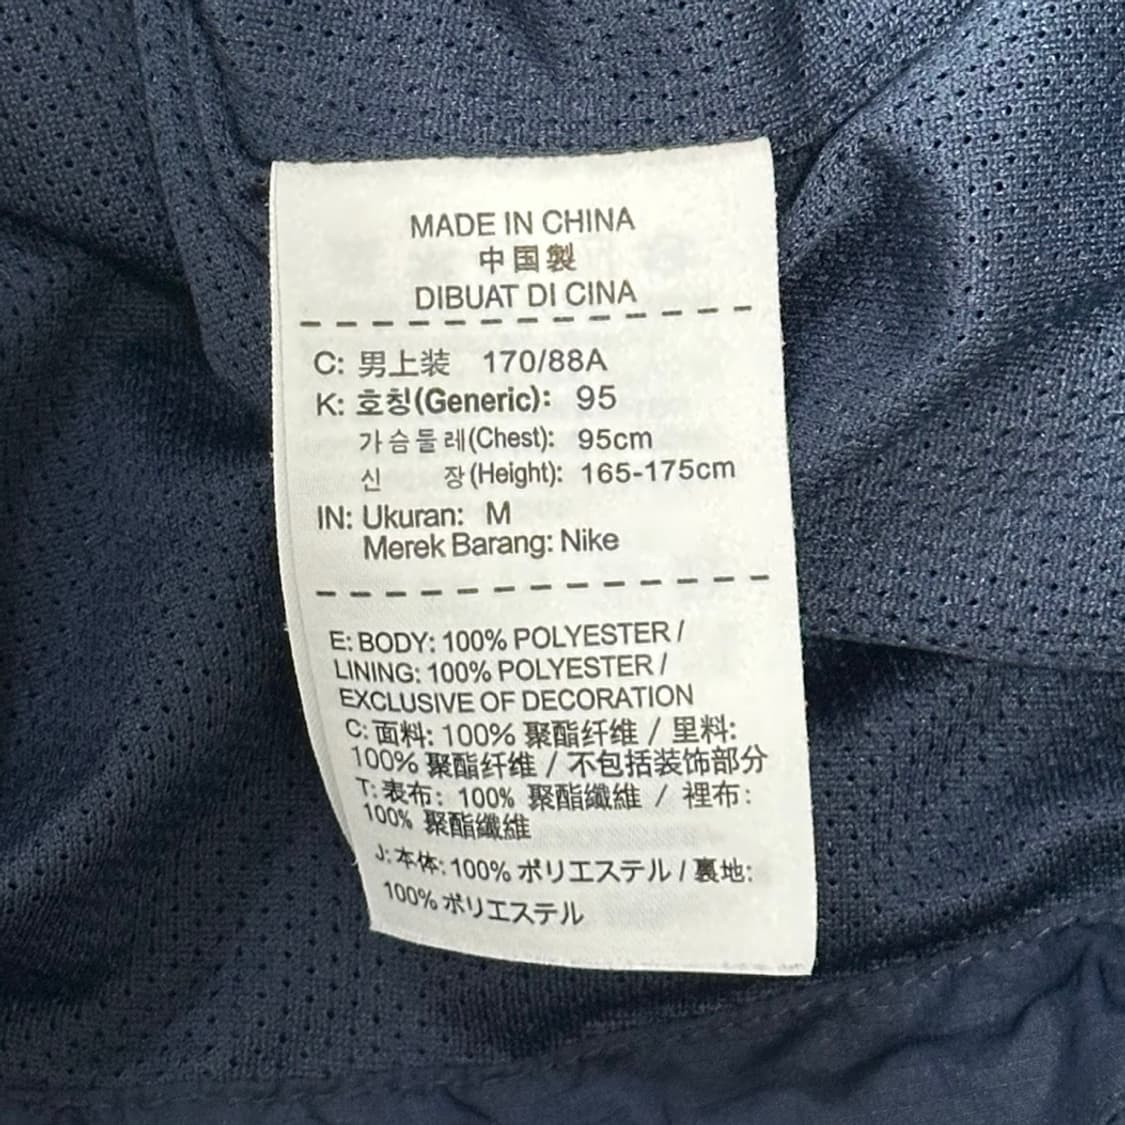 MADE IN CHINA
中国製
DIBUAT DI CINA
C: 男上装 170/88A
K: 호칭(Generic): 95
가슴둘레(Chest): 95cm
신 장(Height): 165-175cm
IN: Ukuran: M
Merek Barang: Nike
E: BODY: 100% POLYESTER /
LINING: 100% POLYESTER /
EXCLUSIVE OF DECORATION
C: 面料: 100% 聚酯纤维 / 里料:
100% 聚酯纤维 / 不包括装饰部分
T: 表布: 100% 聚酯纖維 / 裡布:
100% 聚酯纖維
J: 本体: 100% ポリエステル / 裏地:
100% ポリエステル